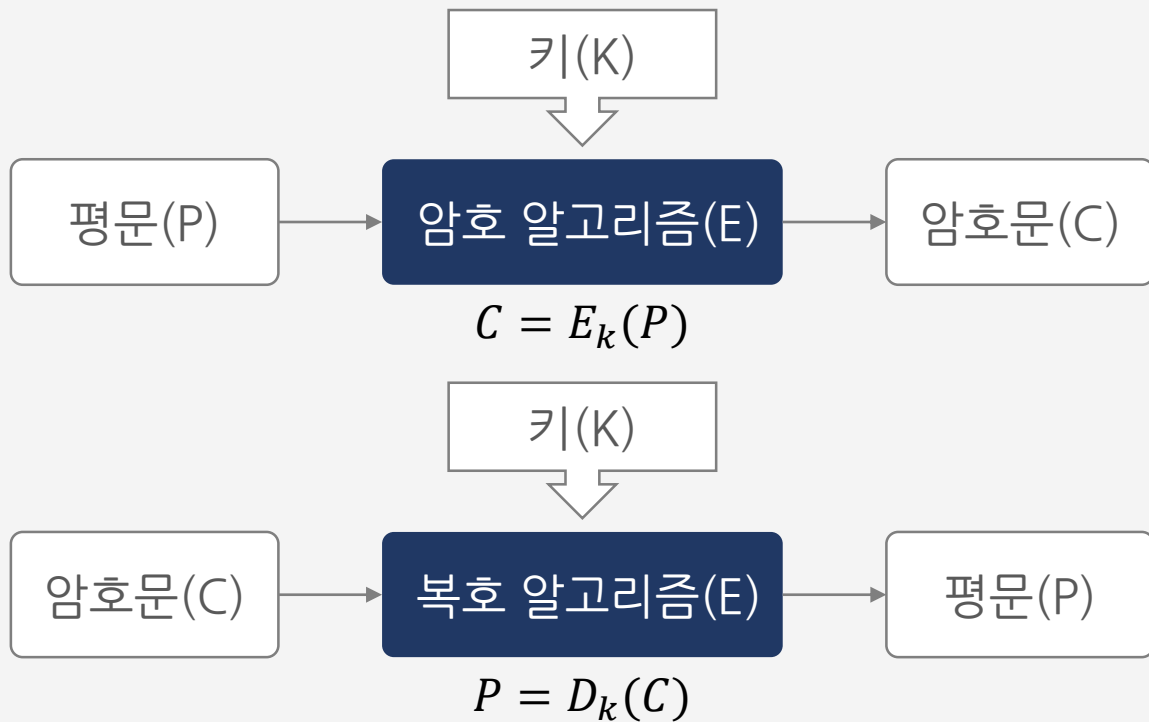 키(K)
평문(P)
암호 알고리즘(E)
암호문(C)
C = E_k(P)
키(K)
암호문(C)
복호 알고리즘(E)
평문(P)
P = D_k(C)